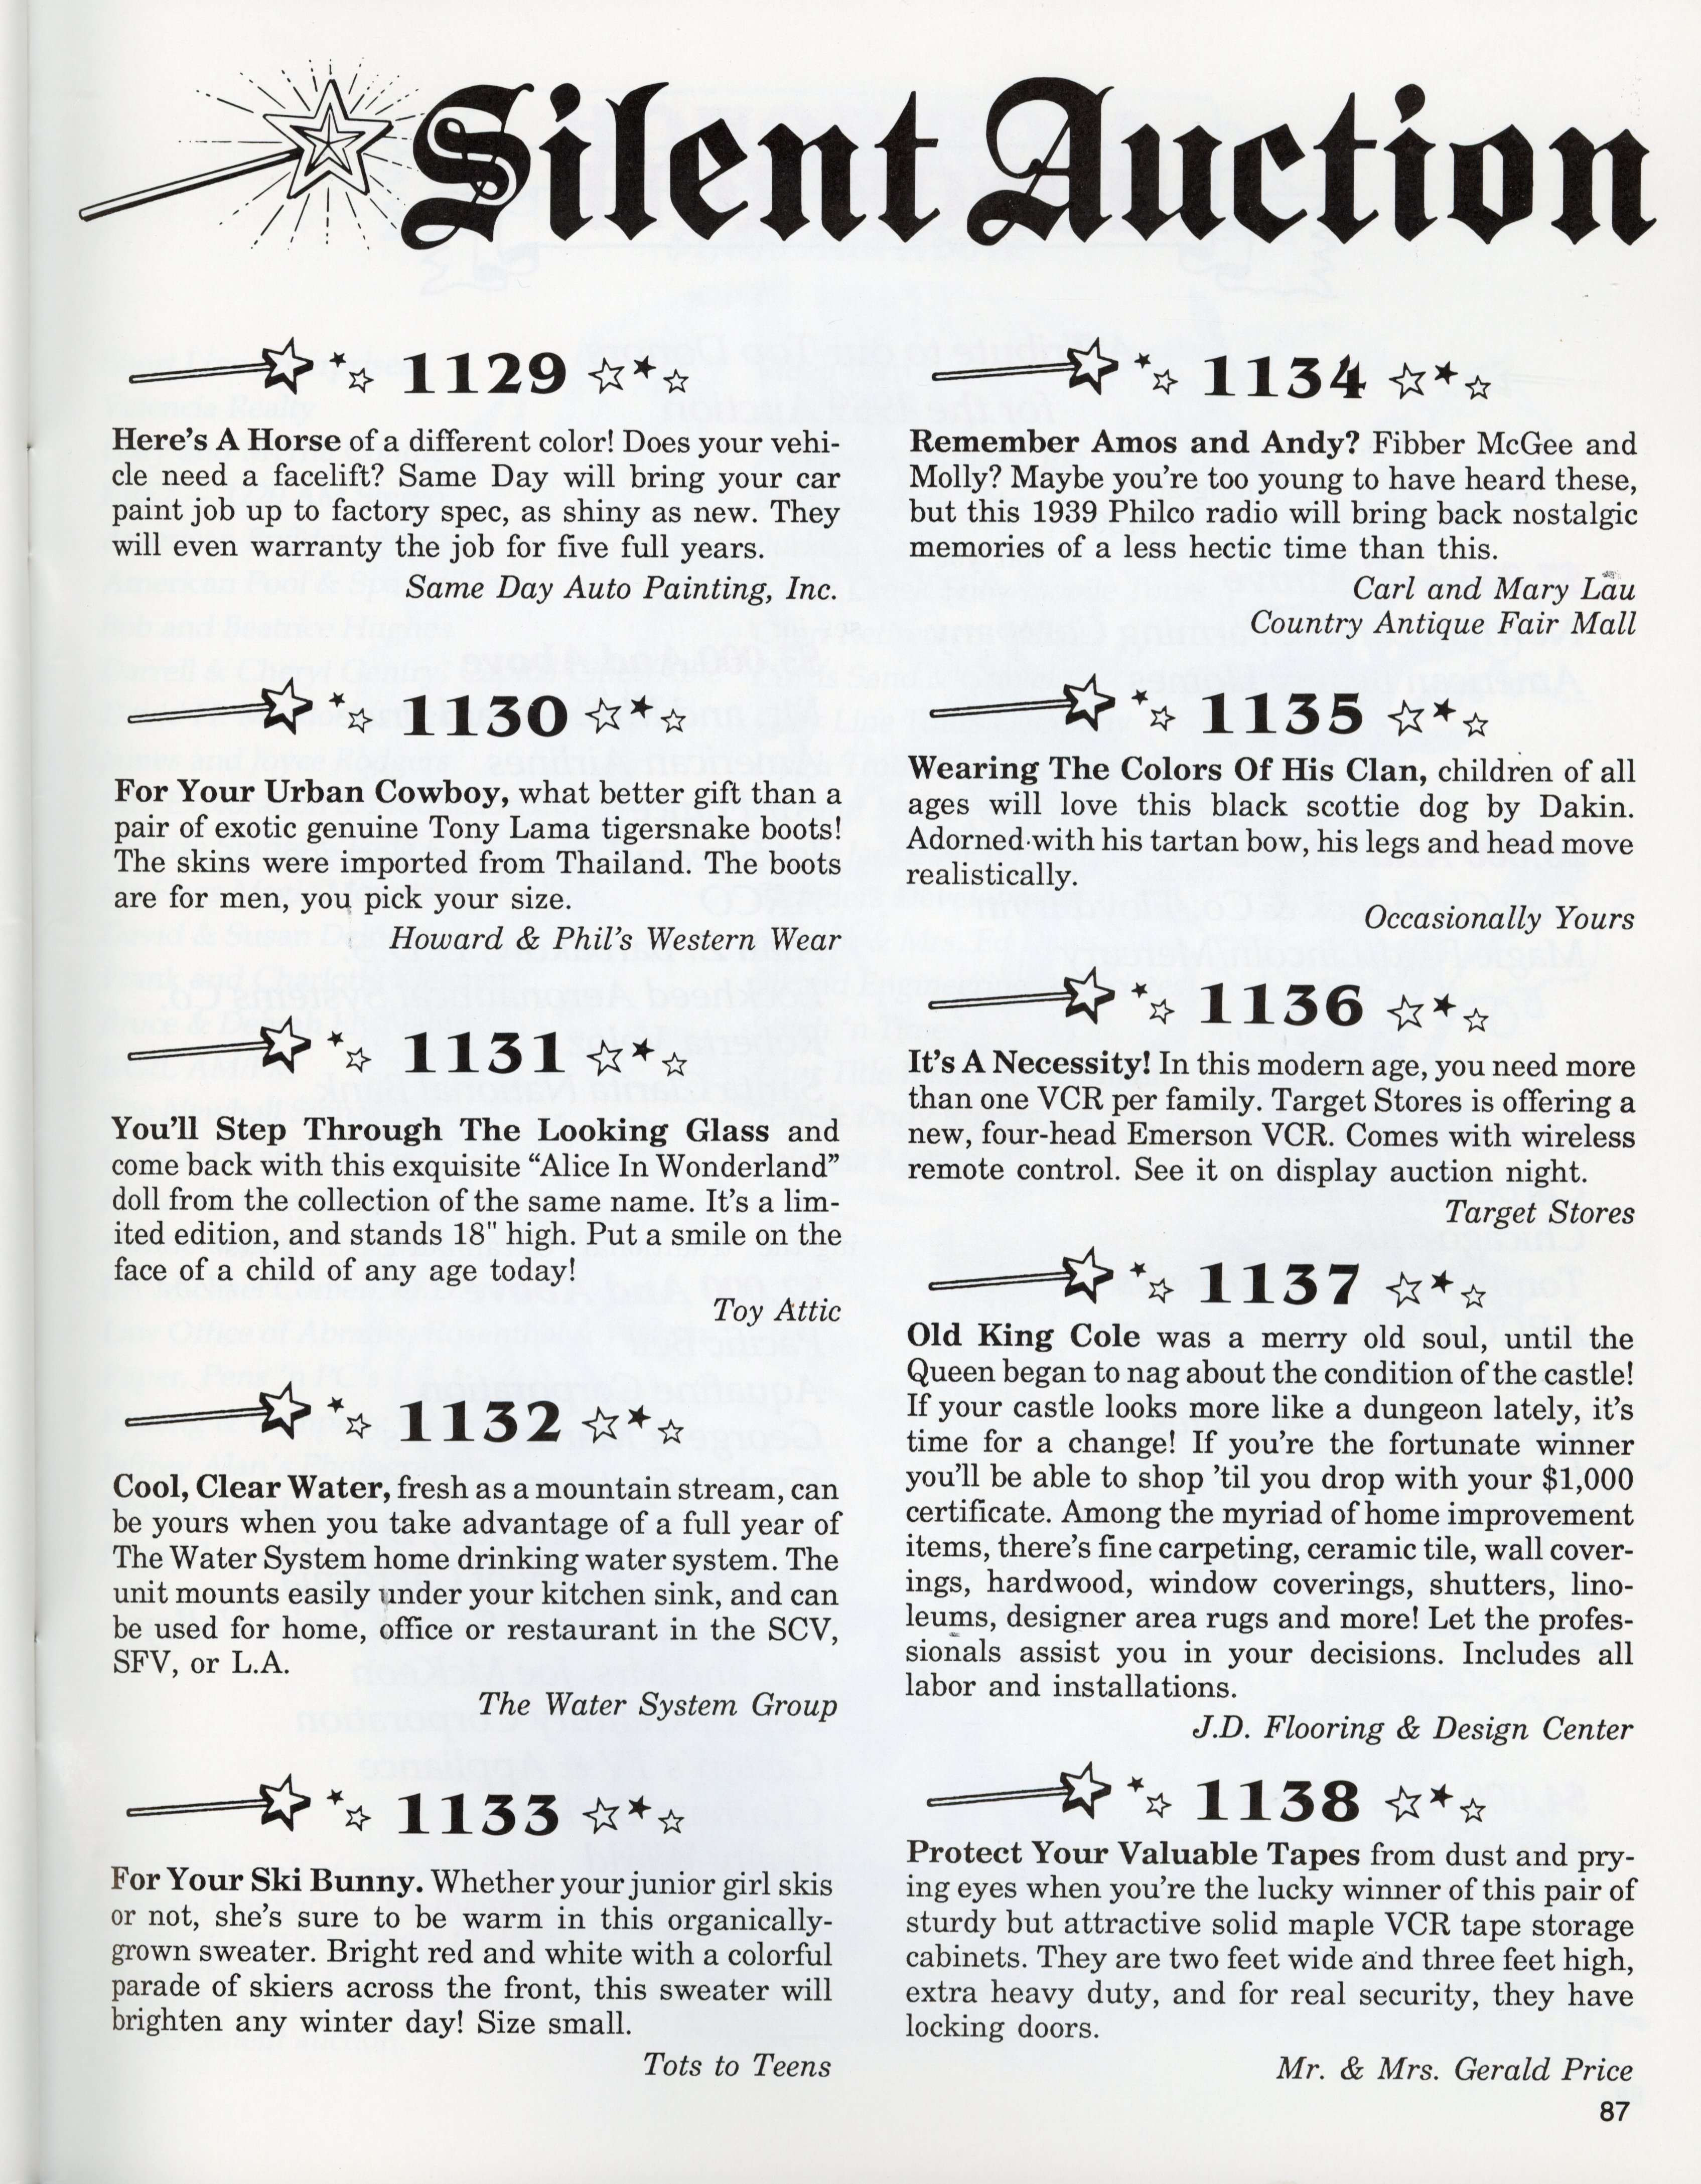 Silent Auction
1129
Here's A Horse of a different color! Does your vehi-
cle need a facelift? Same Day will bring your car
paint job up to factory spec, as shiny as new. They
will even warranty the job for five full years.
Same Day Auto Painting, Inc.
1130
For Your Urban Cowboy, what better gift than a
pair of exotic genuine Tony Lama tigersnake boots!
The skins were imported from Thailand. The boots
are for men, you pick your size.
Howard & Phil's Western Wear
1131
You'll Step Through The Looking Glass and
come back with this exquisite “Alice In Wonderland”
doll from the collection of the same name. It's a lim-
ited edition, and stands 18" high. Put a smile on the
face of a child of any age today!
Toy Attic
1132
Cool, Clear Water, fresh as a mountain stream, can
be yours when you take advantage of a full year of
The Water System home drinking water system. The
unit mounts easily under your kitchen sink, and can
be used for home, office or restaurant in the SCV,
SFV, or L.A.
The Water System Group
1133
For Your Ski Bunny. Whether your junior girl skis
or not, she's sure to be warm in this organically-
grown sweater. Bright red and white with a colorful
parade of skiers across the front, this sweater will
brighten any winter day! Size small.
Tots to Teens
1134
Remember Amos and Andy? Fibber McGee and
Molly? Maybe you're too young to have heard these,
but this 1939 Philco radio will bring back nostalgic
memories of a less hectic time than this.
Carl and Mary Lau
Country Antique Fair Mall
1135
Wearing The Colors Of His Clan, children of all
ages will love this black scottie dog by Dakin.
Adorned with his tartan bow, his legs and head move
realistically.
Occasionally Yours
1136
It's A Necessity! In this modern age, you need more
than one VCR per family. Target Stores is offering a
new, four-head Emerson VCR. Comes with wireless
remote control. See it on display auction night.
Target Stores
1137
Old King Cole was a merry old soul, until the
Queen began to nag about the condition of the castle!
If your castle looks more like a dungeon lately, it's
time for a change! If you're the fortunate winner
you'll be able to shop ’til you drop with your $1,000
certificate. Among the myriad of home improvement
items, there's fine carpeting, ceramic tile, wall cover-
ings, hardwood, window coverings, shutters, lino-
leums, designer area rugs and more! Let the profes-
sionals assist you in your decisions. Includes all
labor and installations.
J.D. Flooring & Design Center
1138
Protect Your Valuable Tapes from dust and pry-
ing eyes when you're the lucky winner of this pair of
sturdy but attractive solid maple VCR tape storage
cabinets. They are two feet wide and three feet high,
extra heavy duty, and for real security, they have
locking doors.
Mr. & Mrs. Gerald Price
87